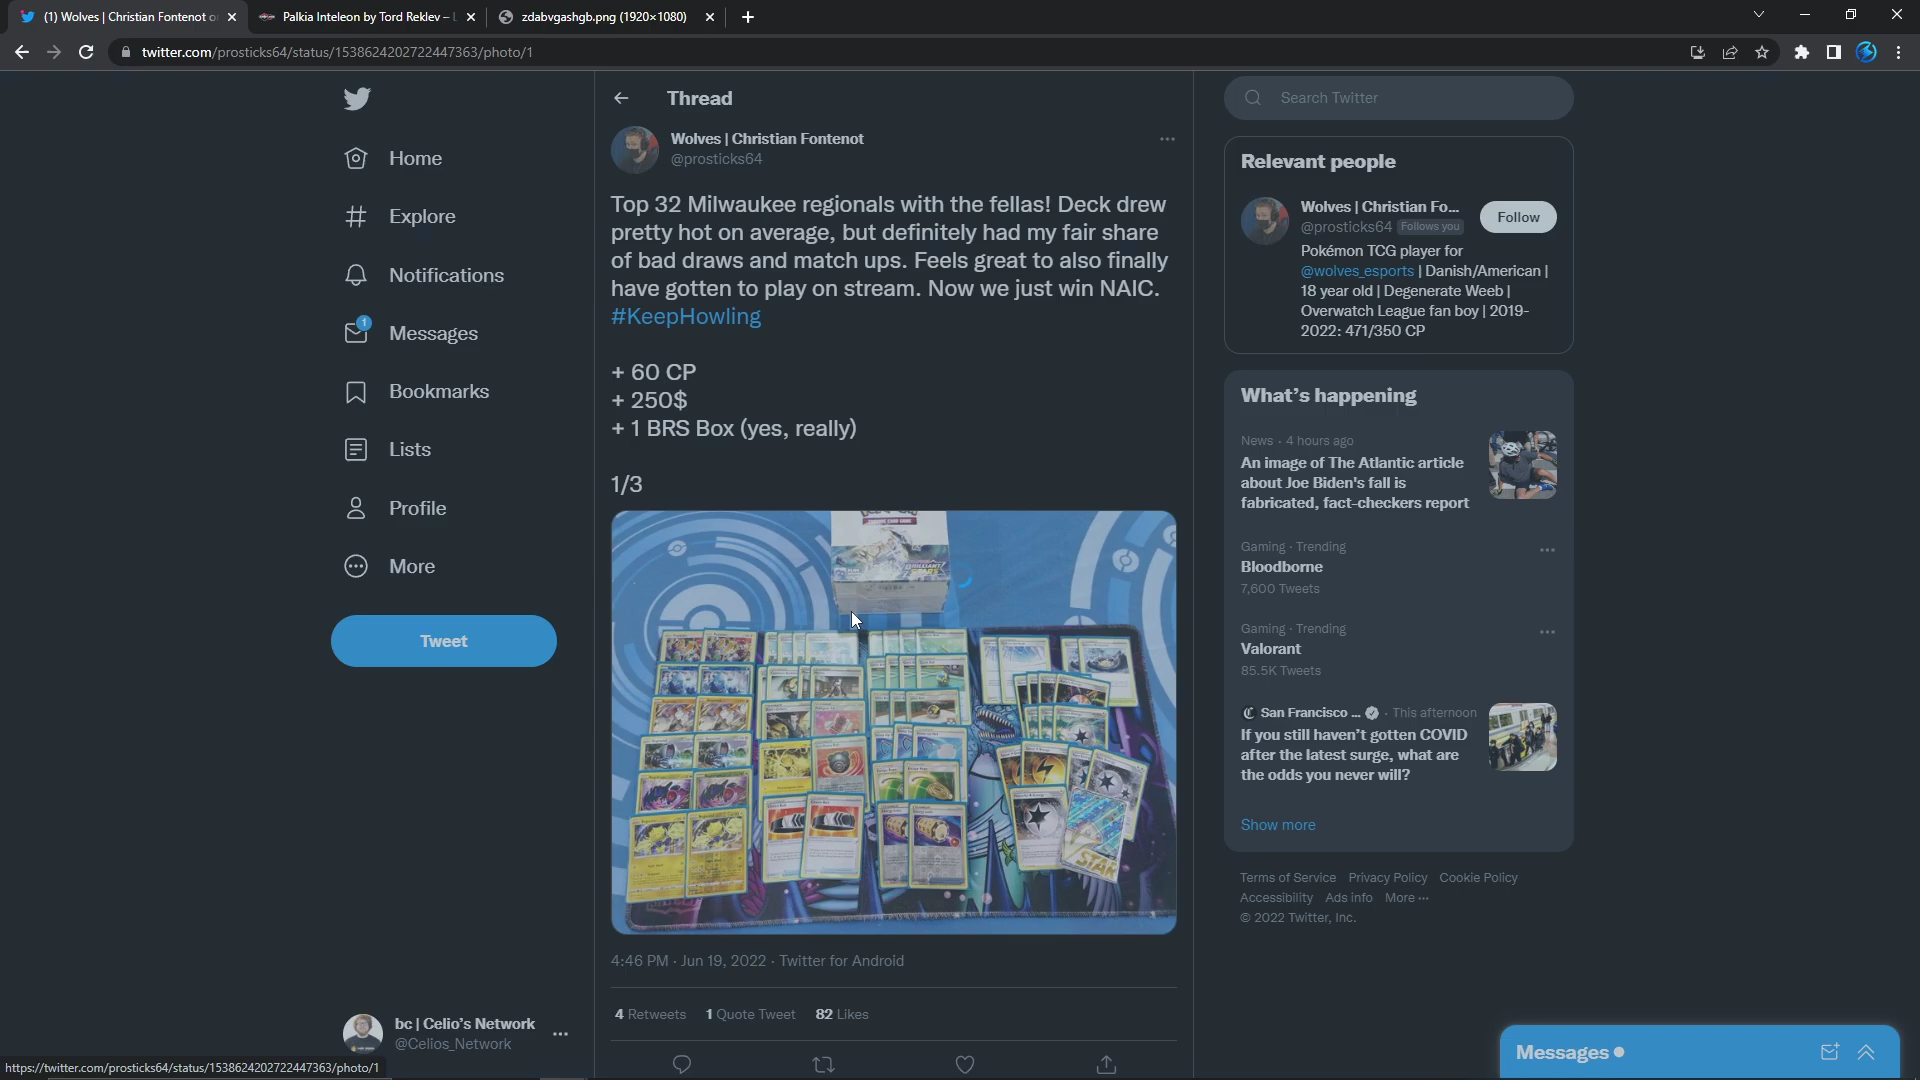 (1) Wolves | Christian Fontenot o
Palkia Inteleon by Tord Reklev – L
zdabvgashgb.png (1920×1080)
twitter.com/prosticks64/status/1538624202722447363/photo/1
Home
Explore
Notifications
1
Messages
Bookmarks
Lists
Profile
More
Tweet
bc | Celio's Network
@Celios_Network
https://twitter.com/prosticks64/status/1538624202722447363/photo/1
Thread
Wolves | Christian Fontenot
@prosticks64
Top 32 Milwaukee regionals with the fellas! Deck drew
pretty hot on average, but definitely had my fair share
of bad draws and match ups. Feels great to also finally
have gotten to play on stream. Now we just win NAIC.
#KeepHowling
+ 60 CP
+ 250$
+ 1 BRS Box (yes, really)
1/3
BRILLIANT
STARS
STAR
4:46 PM · Jun 19, 2022 · Twitter for Android
4 Retweets 1 Quote Tweet 82 Likes
Search Twitter
Relevant people
Wolves | Christian Fo...
@prosticks64 Follows you
Follow
Pokémon TCG player for
@wolves_esports | Danish/American |
18 year old | Degenerate Weeb |
Overwatch League fan boy | 2019-
2022: 471/350 CP
What's happening
News · 4 hours ago
An image of The Atlantic article
about Joe Biden's fall is
fabricated, fact-checkers report
Gaming · Trending
Bloodborne
7,600 Tweets
Gaming · Trending
Valorant
85.5K Tweets
San Francisco ... · This afternoon
If you still haven't gotten COVID
after the latest surge, what are
the odds you never will?
Show more
Terms of Service Privacy Policy Cookie Policy
Accessibility Ads info More ···
© 2022 Twitter, Inc.
Messages